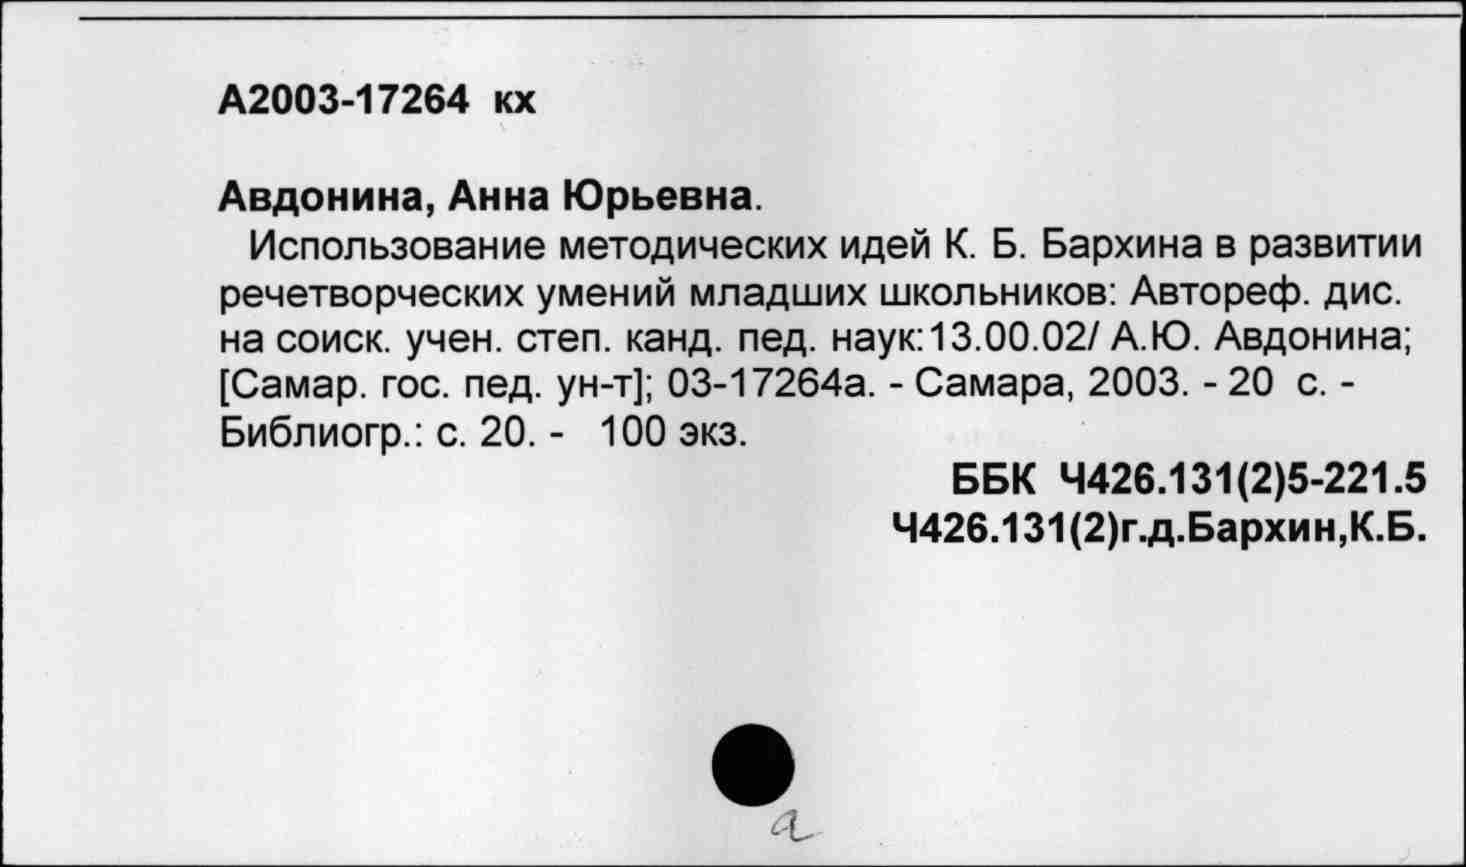 А2003-17264 кх
Авдонина, Анна Юрьевна.
Использование методических идей К. Б. Бархина в развитии
речетворческих умений младших школьников: Автореф. дис.
на соиск. учен. степ. канд. пед. наук:13.00.02/ А.Ю. Авдонина;
[Самар. гос. пед. ун-т]; 03-17264а. - Самара, 2003. - 20 с. -
Библиогр.: с. 20. - 100 экз.
ББК Ч426.131(2)5-221.5
Ч426.131(2)г.д.Бархин,К.Б.
а